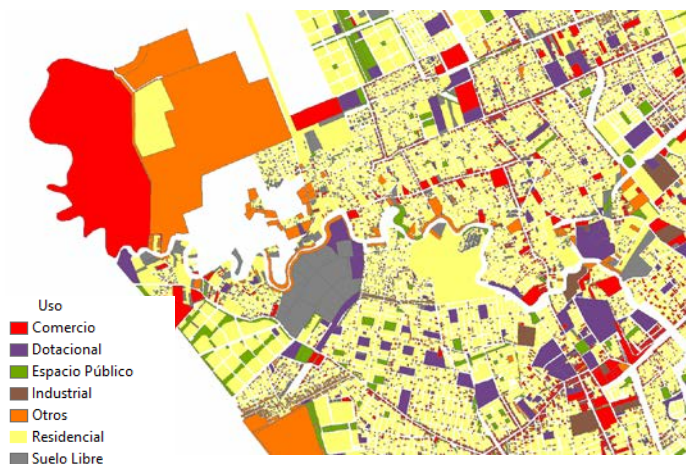 Uso
Comercio
Dotacional
Espacio Público
Industrial
Otros
Residencial
Suelo Libre